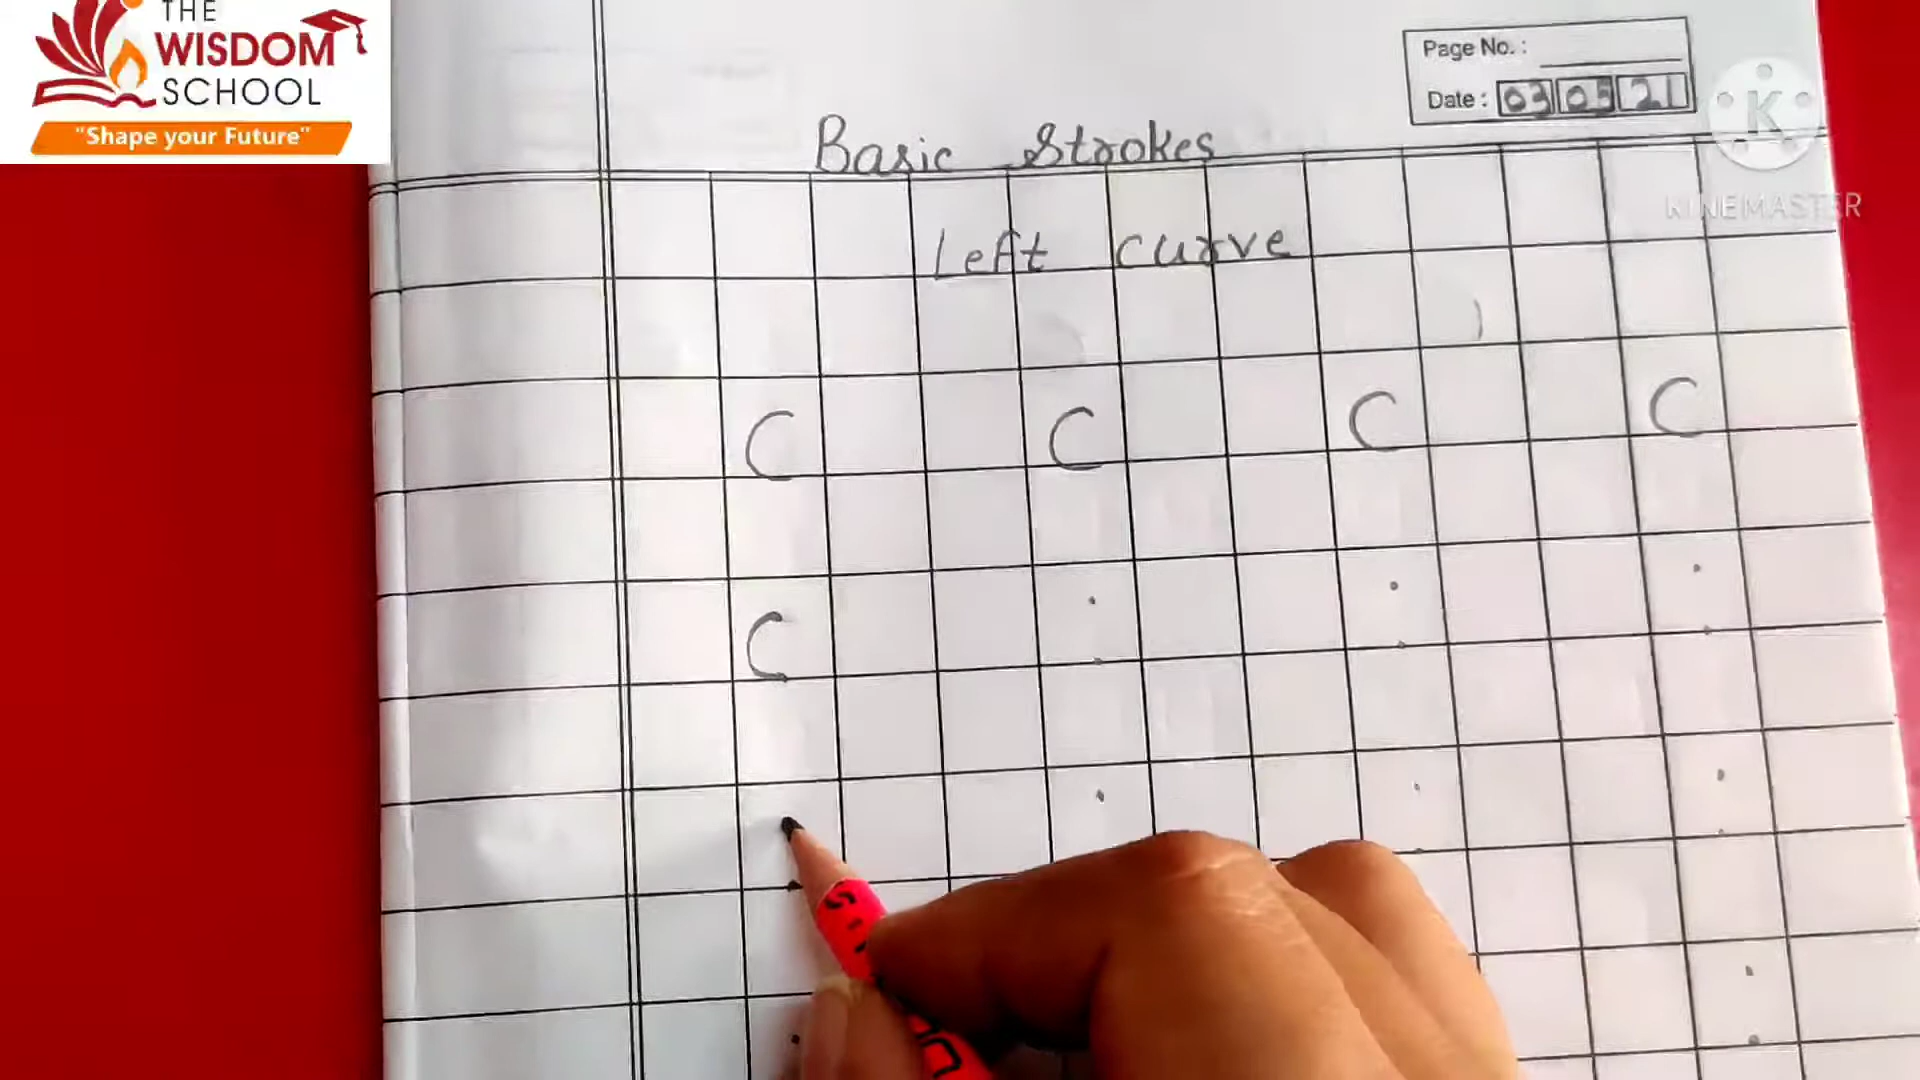 THE
WISDOM
SCHOOL
"Shape your Future"
Page No. :
Date : 03 05 21
K
KINEMASTER
Basic Strokes
Left curve
C C C C
C